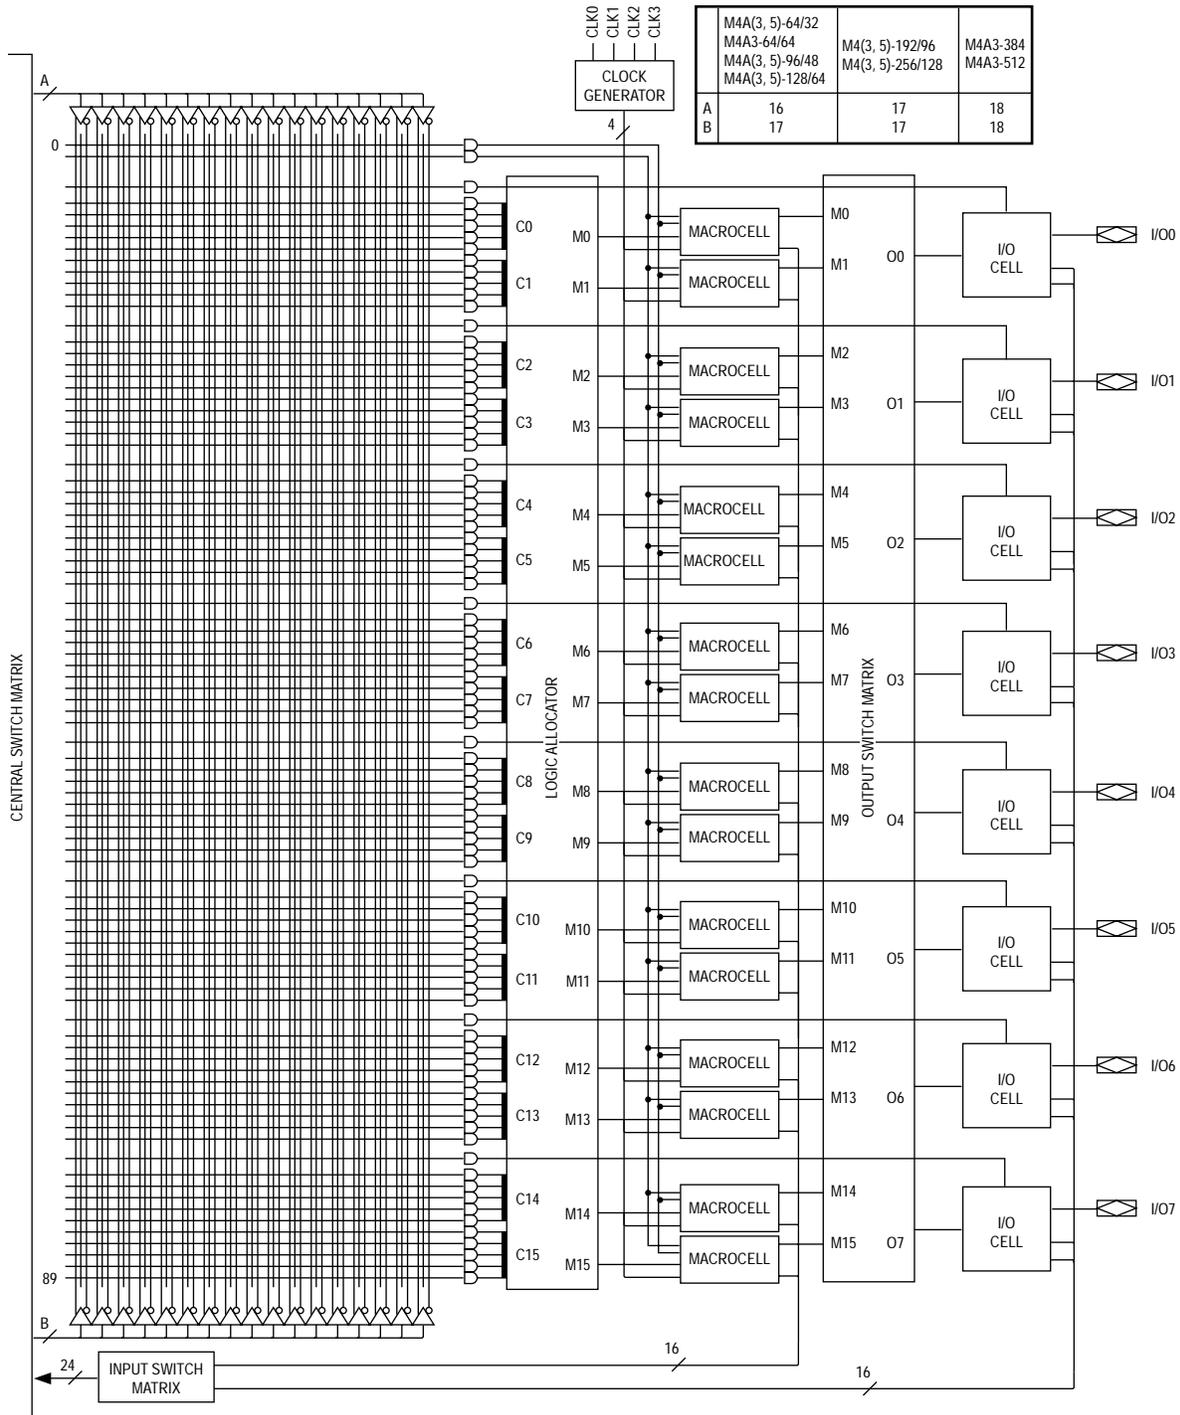 CLK0
CLK1
CLK2
CLK3
CLOCK
GENERATOR
4
M4A(3, 5)-64/32
M4A3-64/64
M4A(3, 5)-96/48
M4A(3, 5)-128/64
M4(3, 5)-192/96
M4(3, 5)-256/128
M4A3-384
M4A3-512
A 16 17 18
B 17 17 18
A
0
CENTRAL SWITCH MATRIX
C0
M0
MACROCELL
M0
C1
M1
MACROCELL
M1
O0
I/O
CELL
I/O0
C2
M2
MACROCELL
M2
C3
M3
MACROCELL
M3
O1
I/O
CELL
I/O1
C4
M4
MACROCELL
M4
C5
M5
MACROCELL
M5
O2
I/O
CELL
I/O2
C6
M6
MACROCELL
M6
C7
M7
MACROCELL
M7
O3
I/O
CELL
I/O3
LOGIC ALLOCATOR
OUTPUT SWITCH MATRIX
C8
M8
MACROCELL
M8
C9
M9
MACROCELL
M9
O4
I/O
CELL
I/O4
C10
M10
MACROCELL
M10
C11
M11
MACROCELL
M11
O5
I/O
CELL
I/O5
C12
M12
MACROCELL
M12
C13
M13
MACROCELL
M13
O6
I/O
CELL
I/O6
C14
M14
MACROCELL
M14
C15
M15
MACROCELL
M15
O7
I/O
CELL
I/O7
89
B
24
INPUT SWITCH
MATRIX
16
16